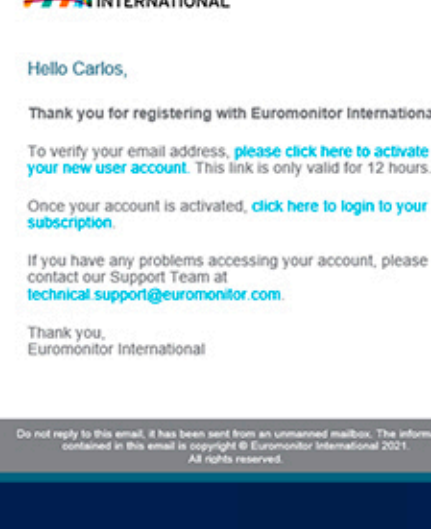 INTERNATIONAL
Hello Carlos,
Thank you for registering with Euromonitor Internationa
To verify your email address, please click here to activate
your new user account. This link is only valid for 12 hours.
Once your account is activated, click here to login to your
subscription.
If you have any problems accessing your account, please
contact our Support Team at
technical.support@euromonitor.com.
Thank you,
Euromonitor International
Do not reply to this email, it has been sent from an unmanned mailbox. The inform
contained in this email is copyright © Euromonitor International 2021.
All rights reserved.